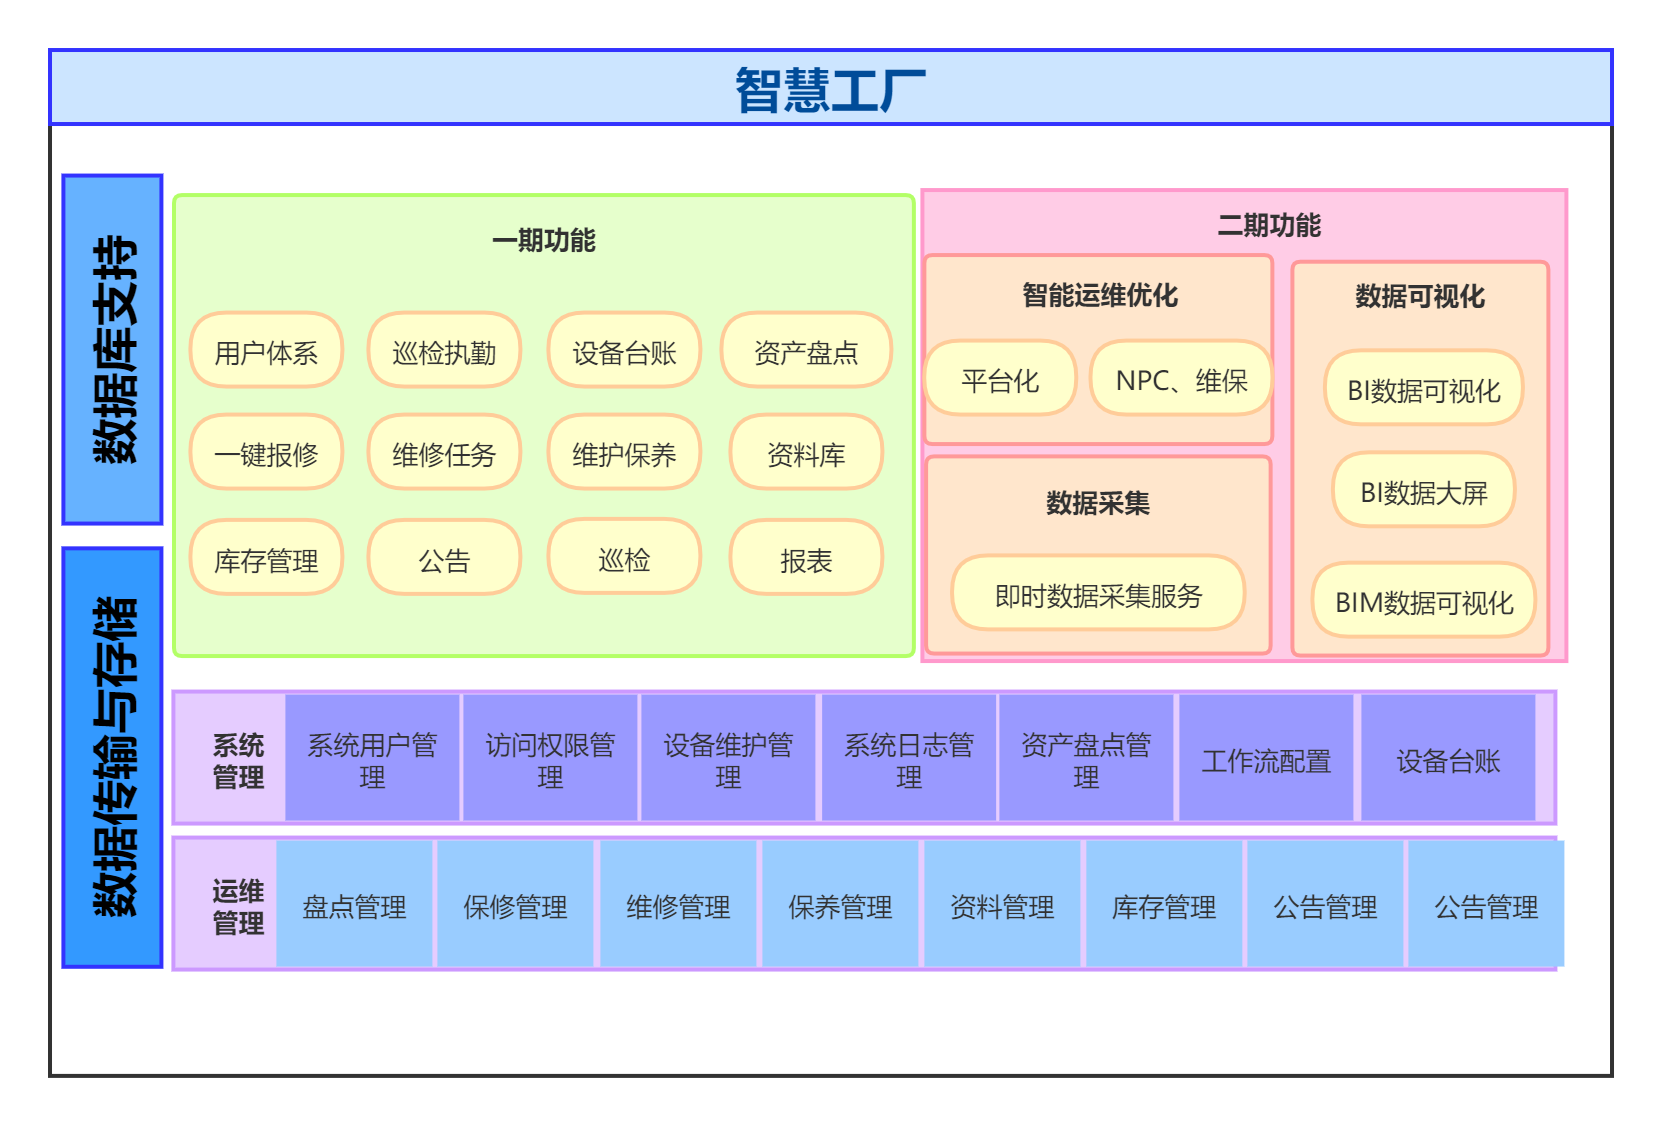 智慧工厂
数据库支持
数据传输与存储
一期功能
用户体系
巡检执勤
设备台账
资产盘点
一键报修
维修任务
维护保养
资料库
库存管理
公告
巡检
报表
二期功能
智能运维优化
平台化
NPC、维保
数据采集
即时数据采集服务
数据可视化
BI数据可视化
BI数据大屏
BIM数据可视化
系统
管理
系统用户管
理
访问权限管
理
设备维护管
理
系统日志管
理
资产盘点管
理
工作流配置
设备台账
运维
管理
盘点管理
保修管理
维修管理
保养管理
资料管理
库存管理
公告管理
公告管理